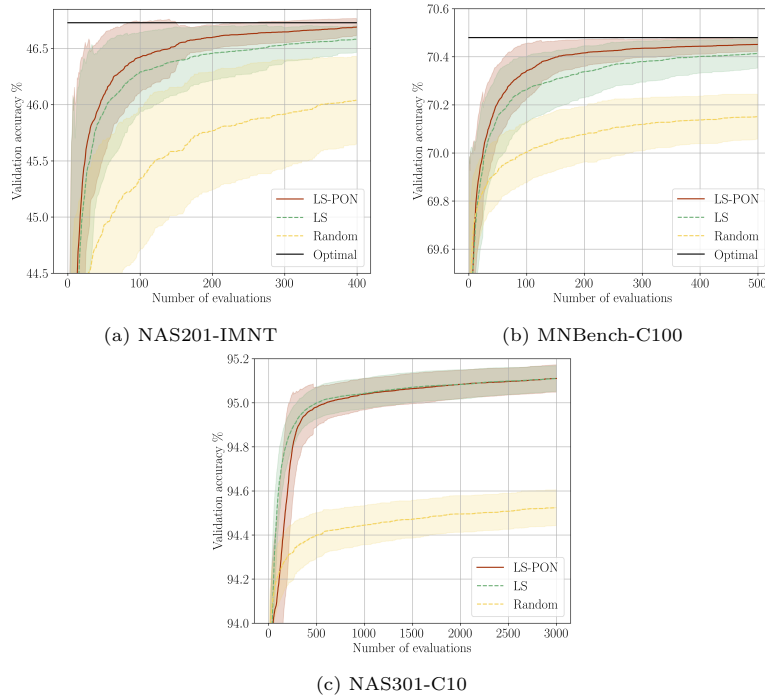 46.5
46.0
45.5
45.0
44.5
Validation accuracy %
LS-PON
LS
Random
Optimal
0 100 200 300 400
Number of evaluations
(a) NAS201-IMNT
70.6
70.4
70.2
70.0
69.8
69.6
Validation accuracy %
LS-PON
LS
Random
Optimal
0 100 200 300 400 500
Number of evaluations
(b) MNBench-C100
95.2
95.0
94.8
94.6
94.4
94.2
94.0
Validation accuracy %
LS-PON
LS
Random
0 500 1000 1500 2000 2500 3000
Number of evaluations
(c) NAS301-C10